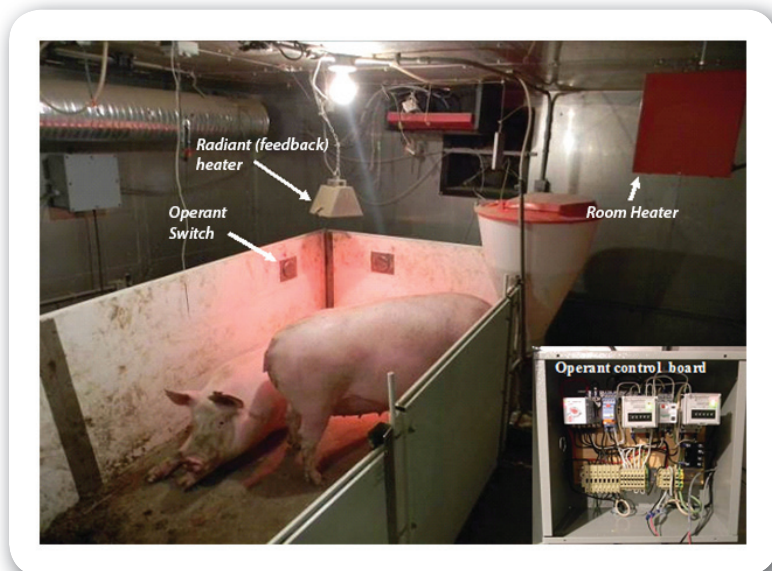 Radiant (feedback)
heater
Operant
Switch
Room Heater
Operant control board